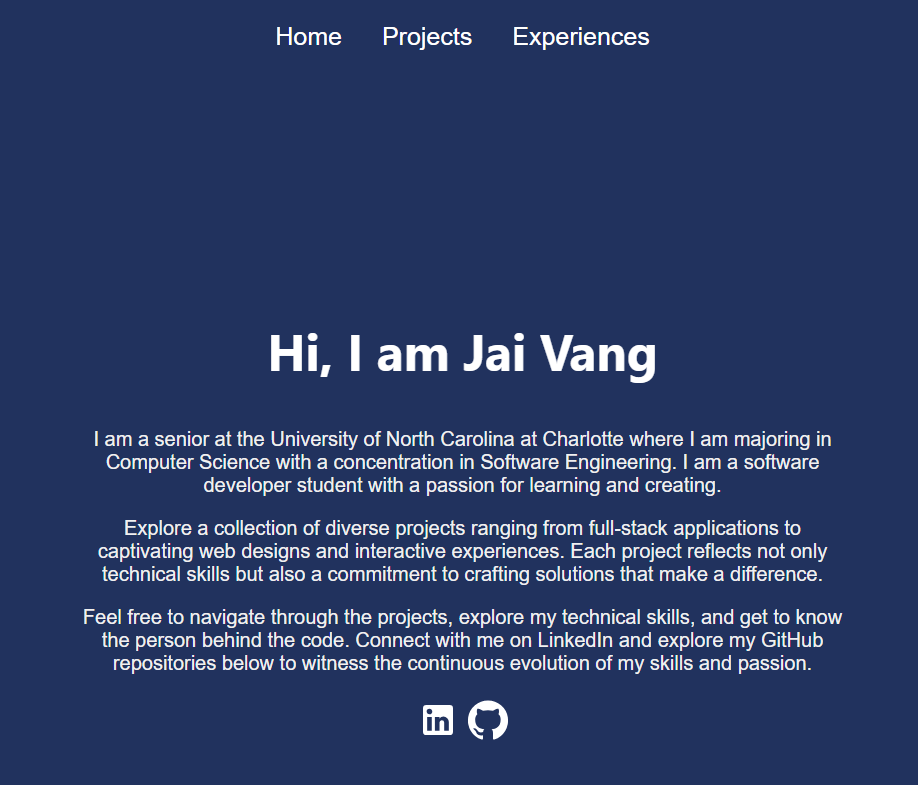 Home Projects Experiences
Hi, I am Jai Vang
I am a senior at the University of North Carolina at Charlotte where I am majoring in
Computer Science with a concentration in Software Engineering. I am a software
developer student with a passion for learning and creating.
Explore a collection of diverse projects ranging from full-stack applications to
captivating web designs and interactive experiences. Each project reflects not only
technical skills but also a commitment to crafting solutions that make a difference.
Feel free to navigate through the projects, explore my technical skills, and get to know
the person behind the code. Connect with me on LinkedIn and explore my GitHub
repositories below to witness the continuous evolution of my skills and passion.
in